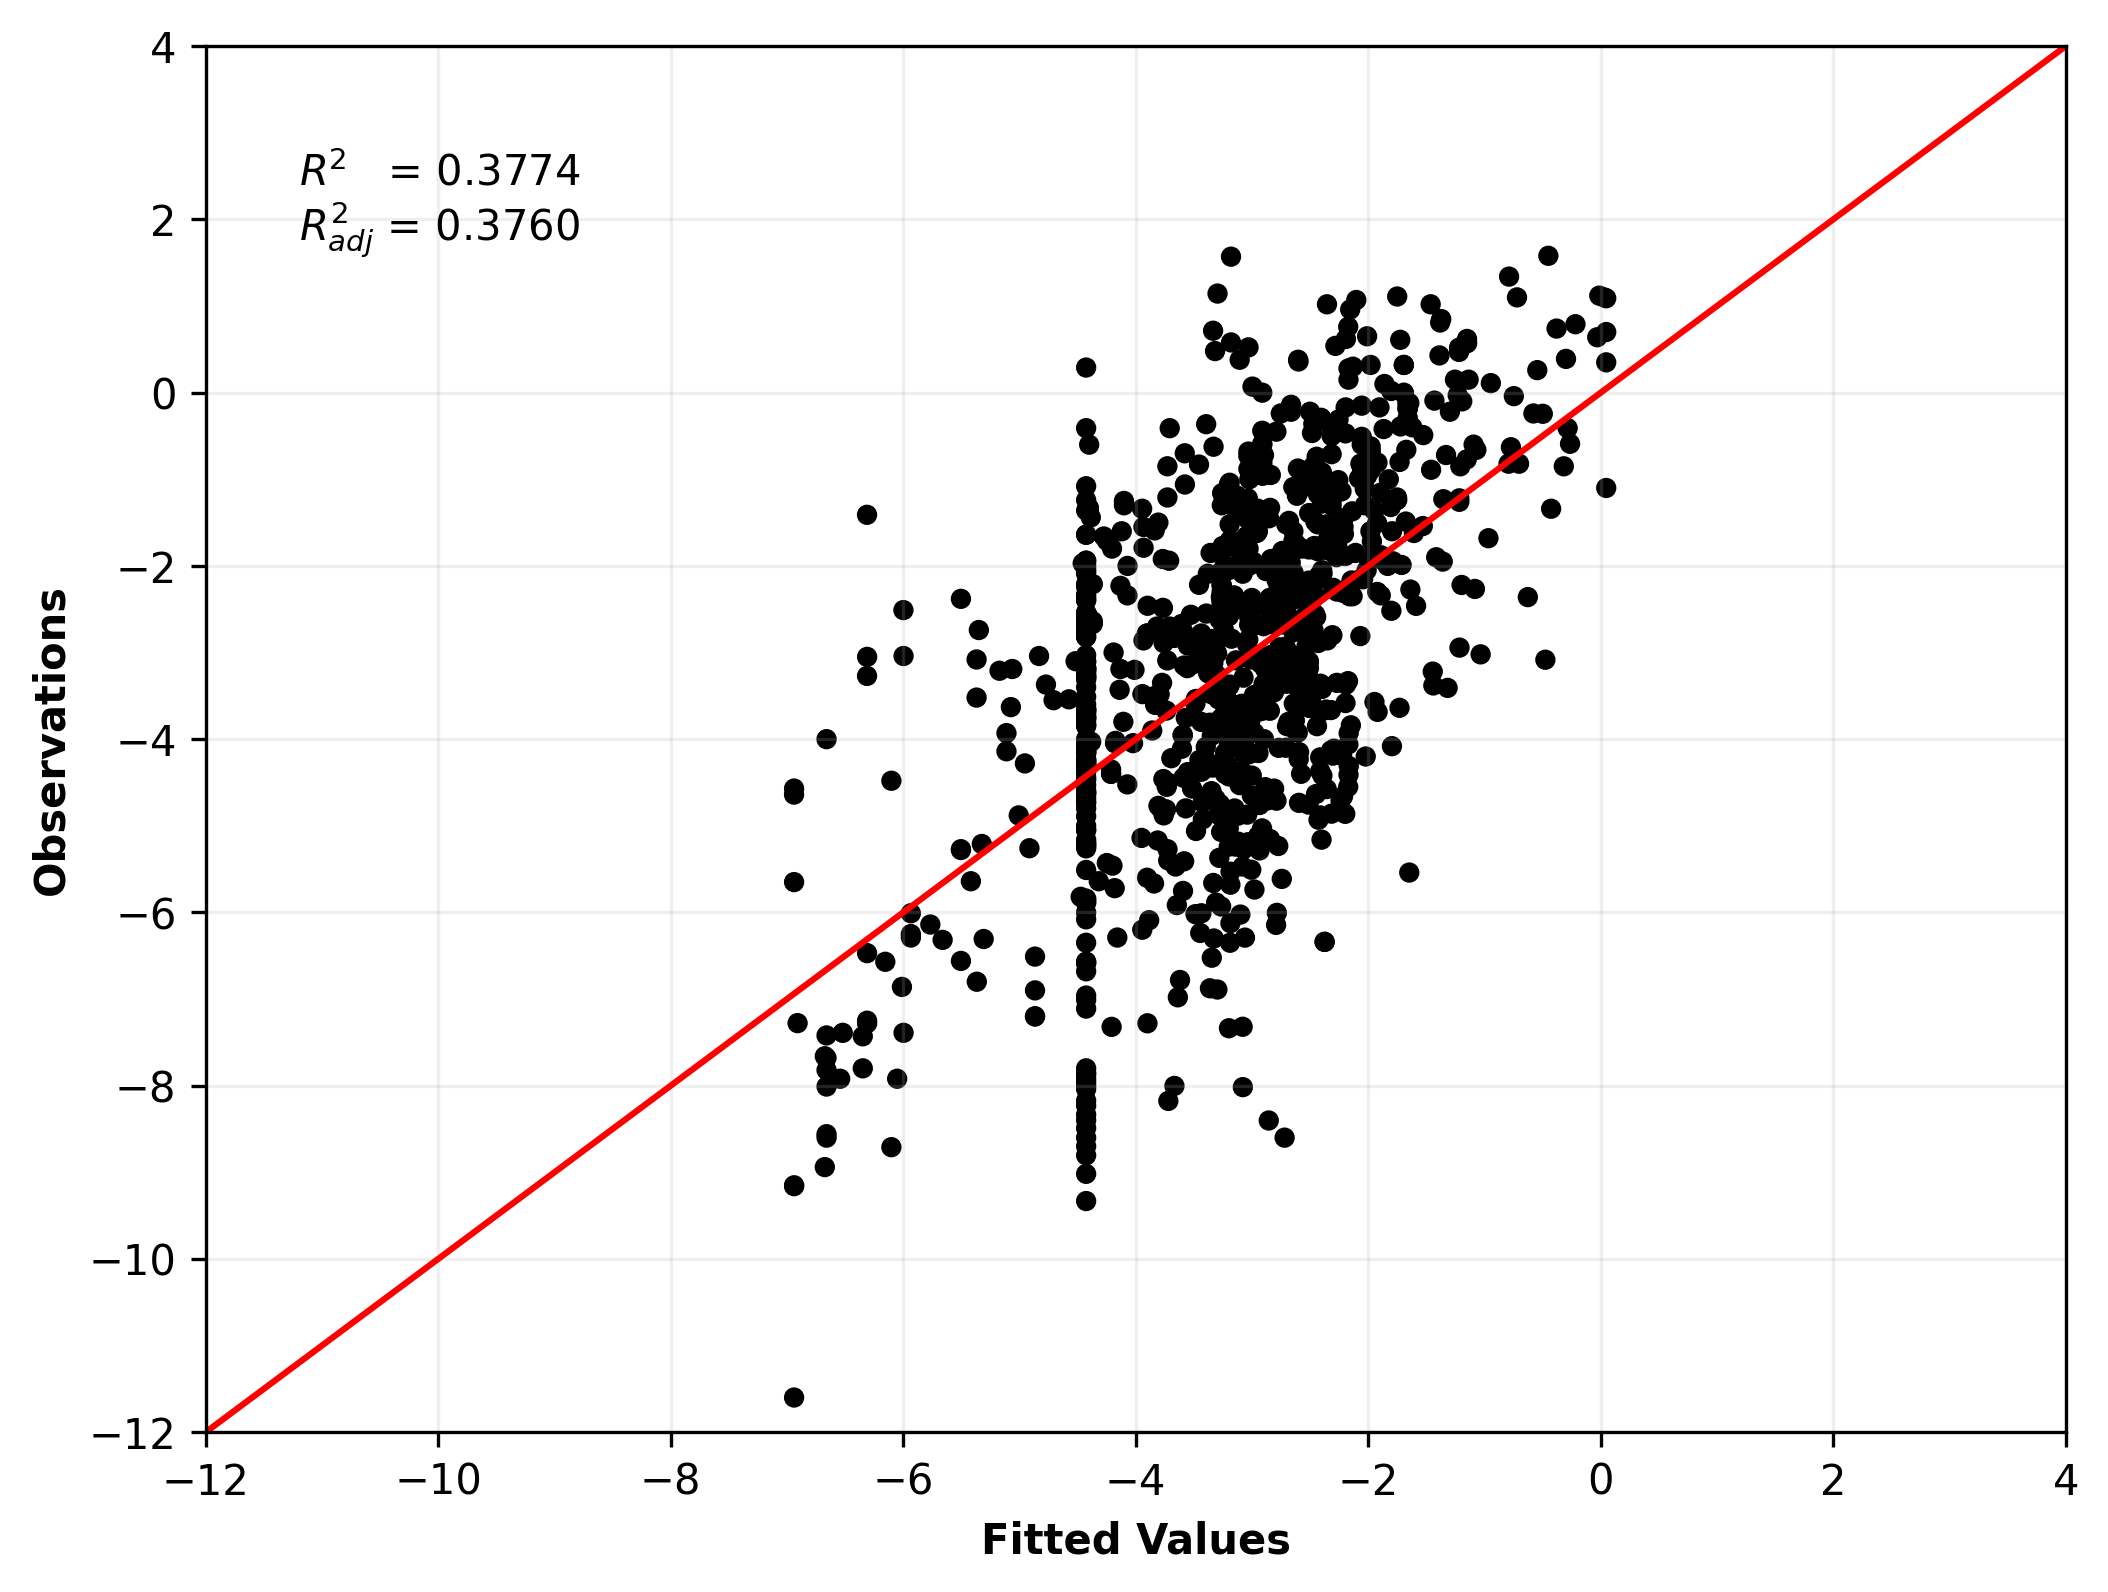 4
R² = 0.3774
R²adj = 0.3760
2
0
−2
−4
−6
−8
−10
−12
Observations
−12 −10 −8 −6 −4 −2 0 2 4
Fitted Values